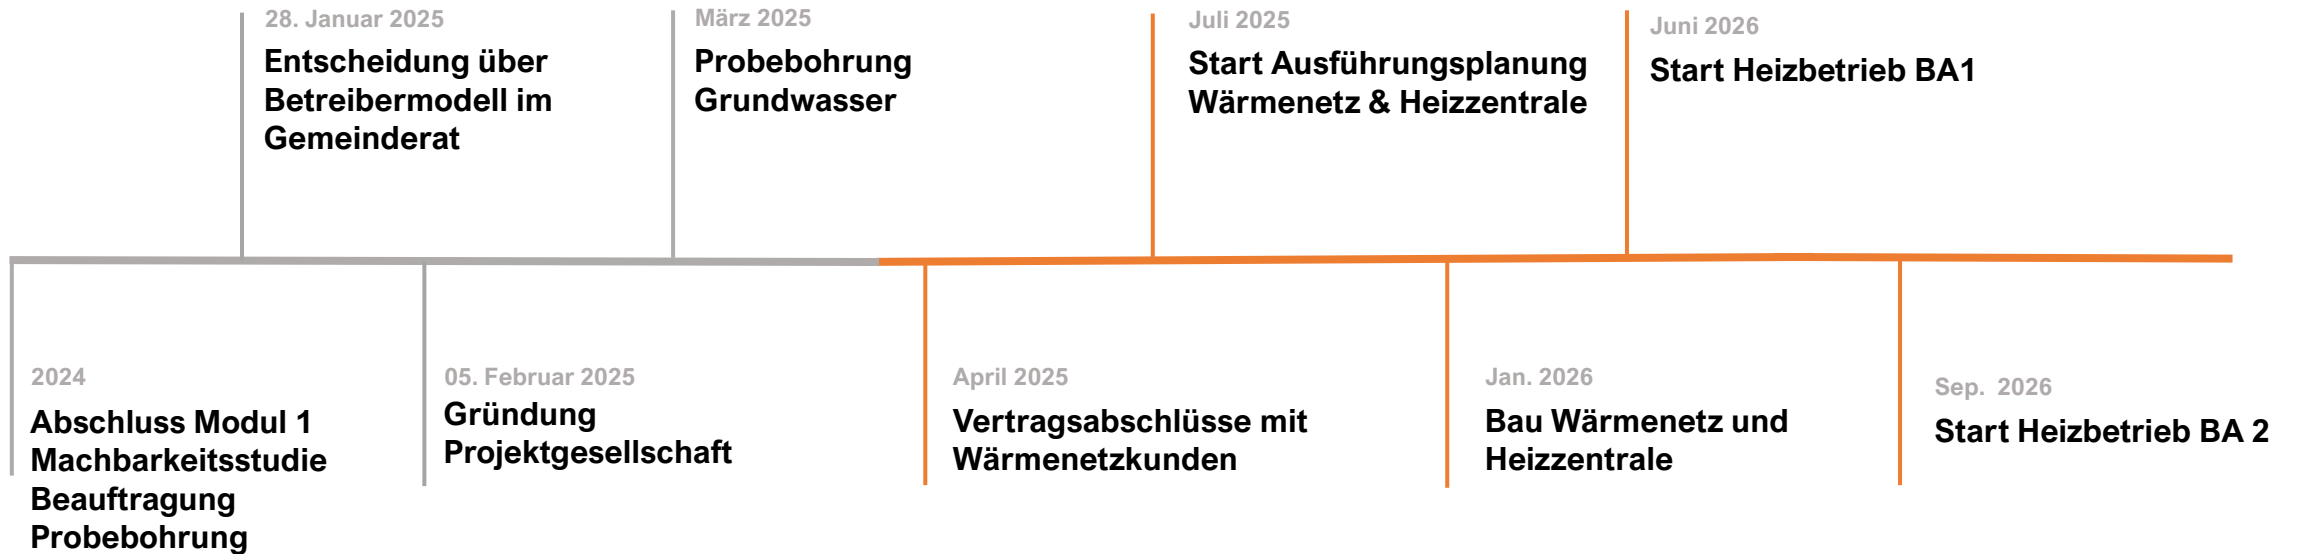 28. Januar 2025
Entscheidung über
Betreibermodell im
Gemeinderat
März 2025
Probebohrung
Grundwasser
Juli 2025
Start Ausführungsplanung
Wärmenetz & Heizzentrale
Juni 2026
Start Heizbetrieb BA1
2024
Abschluss Modul 1
Machbarkeitsstudie
Beauftragung
Probebohrung
05. Februar 2025
Gründung
Projektgesellschaft
April 2025
Vertragsabschlüsse mit
Wärmenetzkunden
Jan. 2026
Bau Wärmenetz und
Heizzentrale
Sep. 2026
Start Heizbetrieb BA 2